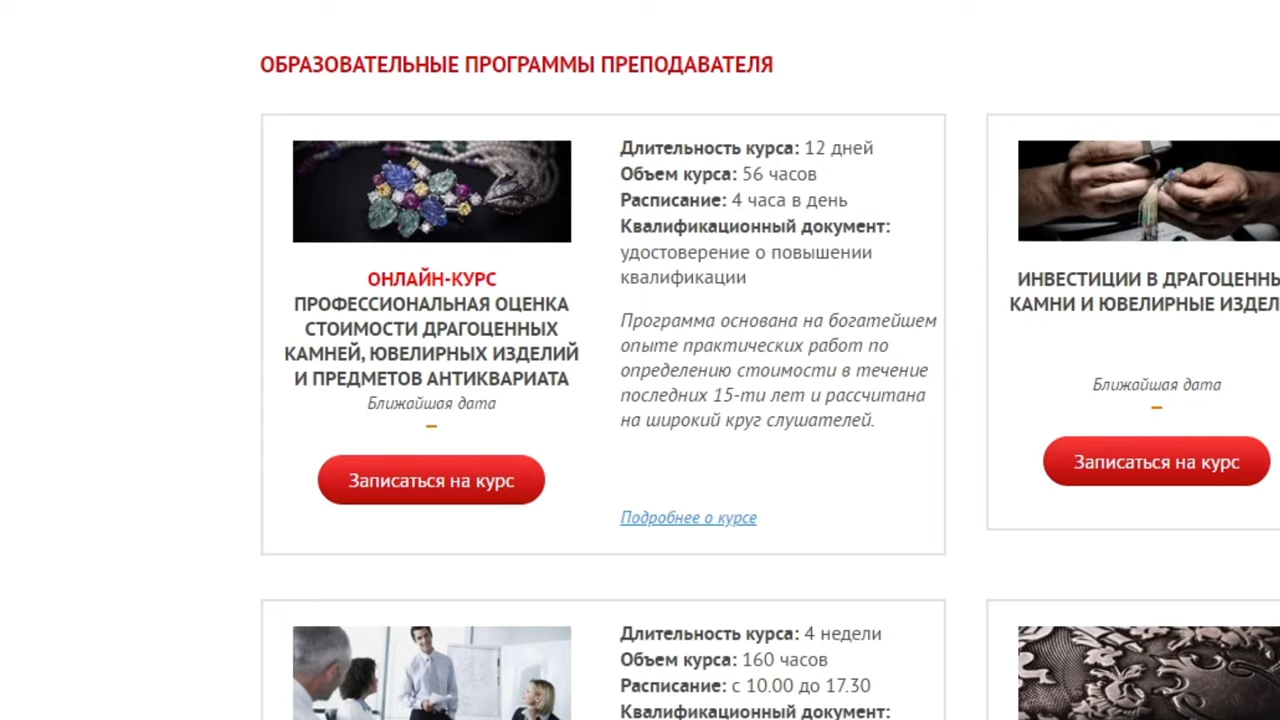 ОБРАЗОВАТЕЛЬНЫЕ ПРОГРАММЫ ПРЕПОДАВАТЕЛЯ
ОНЛАЙН-КУРС
ПРОФЕССИОНАЛЬНАЯ ОЦЕНКА
СТОИМОСТИ ДРАГОЦЕННЫХ
КАМНЕЙ, ЮВЕЛИРНЫХ ИЗДЕЛИЙ
И ПРЕДМЕТОВ АНТИКВАРИАТА
Ближайшая дата
–
Записаться на курс
Длительность курса: 12 дней
Объем курса: 56 часов
Расписание: 4 часа в день
Квалификационный документ:
удостоверение о повышении
квалификации
Программа основана на богатейшем
опыте практических работ по
определению стоимости в течение
последних 15-ти лет и рассчитана
на широкий круг слушателей.
Подробнее о курсе
ИНВЕСТИЦИИ В ДРАГОЦЕННЫ
КАМНИ И ЮВЕЛИРНЫЕ ИЗДЕЛ
Ближайшая дата
–
Записаться на курс
Длительность курса: 4 недели
Объем курса: 160 часов
Расписание: с 10.00 до 17.30
Квалификационный документ: